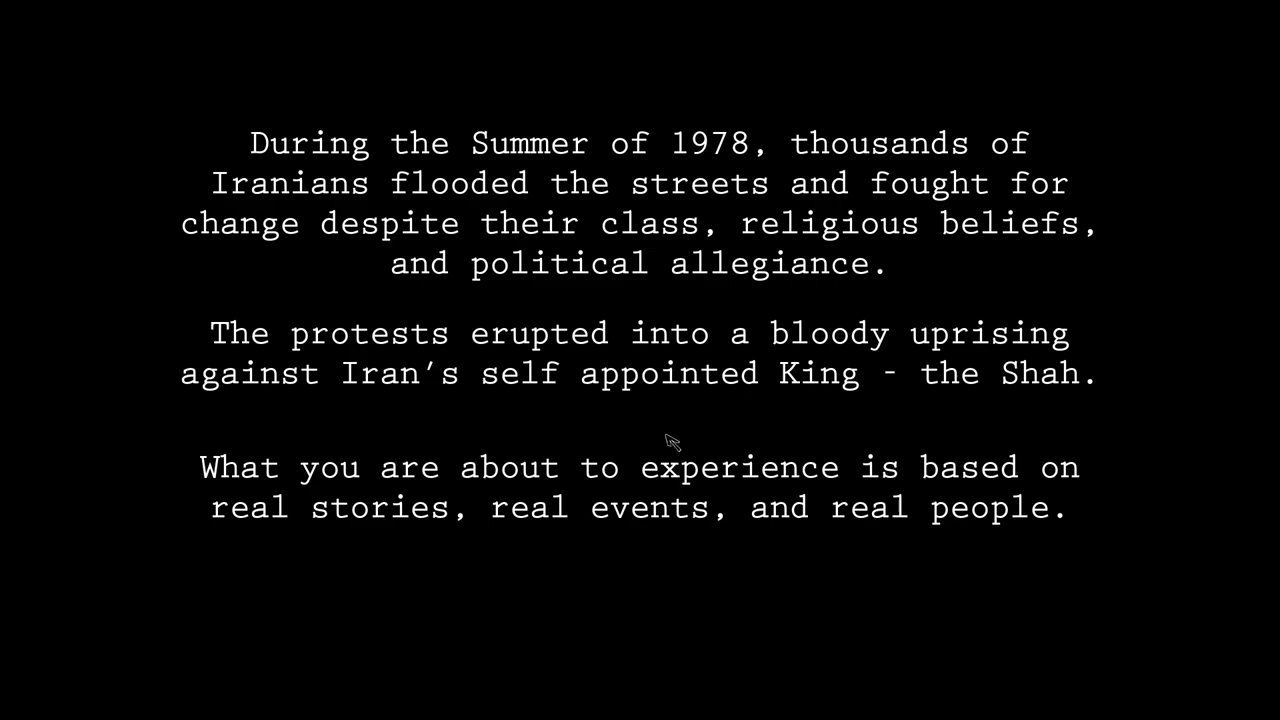 During the Summer of 1978, thousands of
Iranians flooded the streets and fought for
change despite their class, religious beliefs,
and political allegiance.
The protests erupted into a bloody uprising
against Iran's self appointed King - the Shah.
What you are about to experience is based on
real stories, real events, and real people.